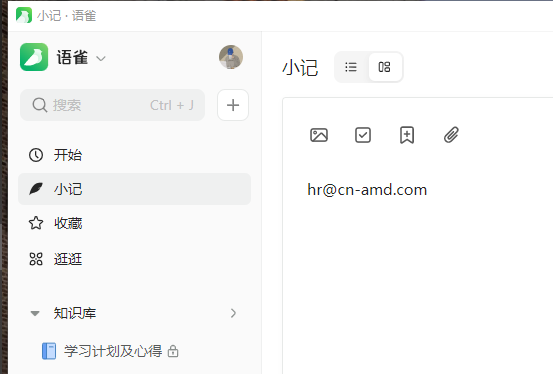 小记 · 语雀
语雀
搜索 Ctrl + J
开始
小记
收藏
逛逛
知识库
学习计划及心得
小记
hr@cn-amd.com